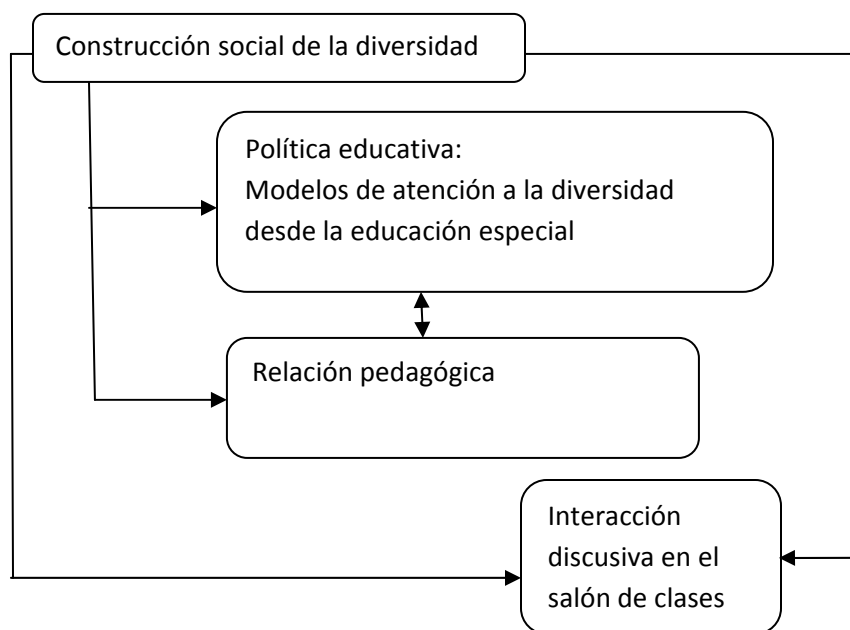 Construcción social de la diversidad
Política educativa:
Modelos de atención a la diversidad
desde la educación especial
Relación pedagógica
Interacción
discusiva en el
salón de clases